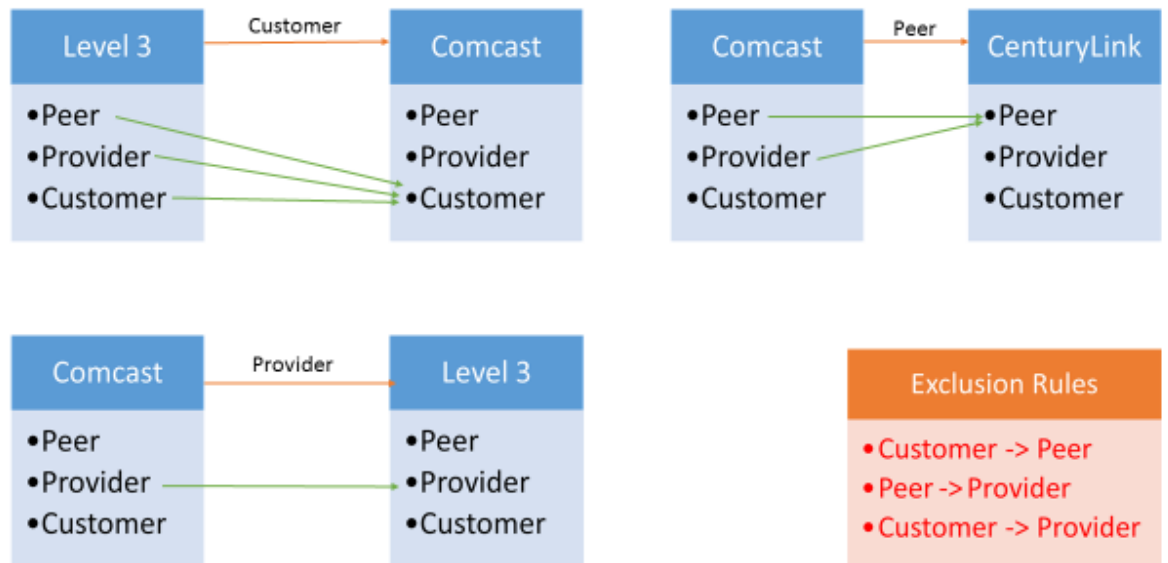 Level 3
Customer
Comcast
•Peer
•Provider
•Customer
•Peer
•Provider
•Customer
Comcast
Peer
CenturyLink
•Peer
•Provider
•Customer
•Peer
•Provider
•Customer
Comcast
Provider
Level 3
•Peer
•Provider
•Customer
•Peer
•Provider
•Customer
Exclusion Rules
•Customer -> Peer
•Peer ->Provider
•Customer -> Provider